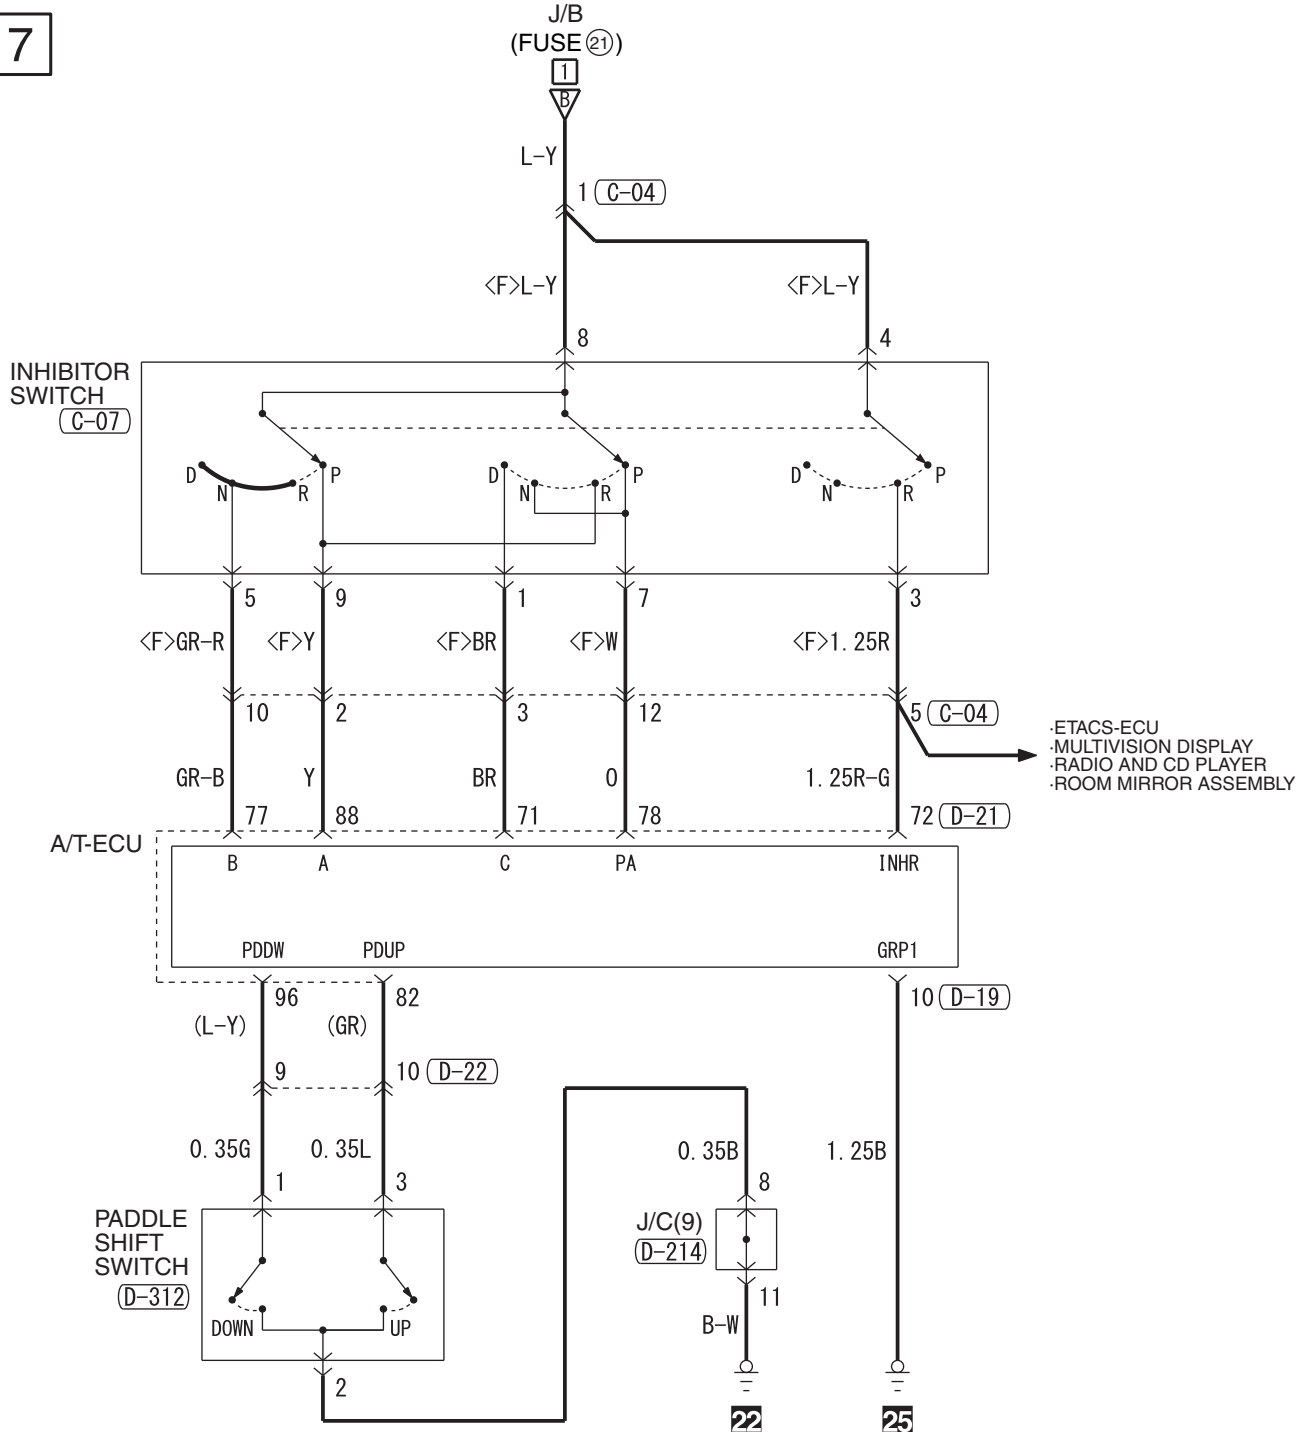 7
J/B
(FUSE 21)
1
B
L-Y
1 C-04
<F>L-Y <F>L-Y
8 4
INHIBITOR
SWITCH
C-07
D N R P D N R P D N R P
5 9 1 7 3
<F>GR-R <F>Y <F>BR <F>W <F>1.25R
10 2 3 12 5 C-04
·ETACS-ECU
·MULTIVISION DISPLAY
·RADIO AND CD PLAYER
·ROOM MIRROR ASSEMBLY
GR-B Y BR O 1.25R-G
77 88 71 78 72 D-21
A/T-ECU
B A C PA INHR
PDDW PDUP GRP1
96 82 10 D-19
(L-Y) (GR)
9 10 D-22
0.35G 0.35L 0.35B 1.25B
1 3 8
PADDLE
SHIFT
SWITCH
D-312
J/C(9)
D-214
11
DOWN UP
B-W
2
22 25